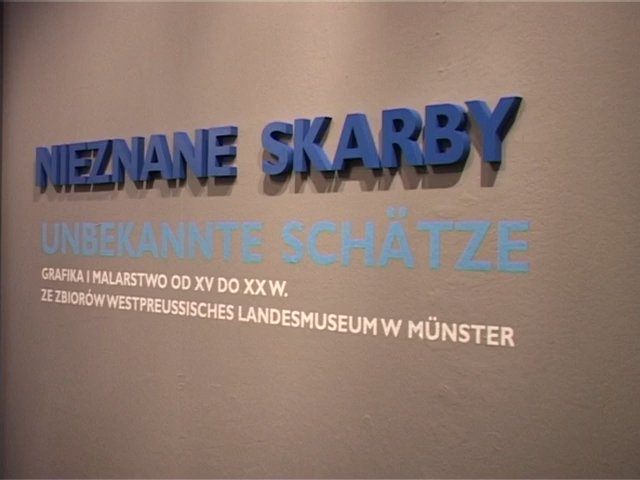 NIEZNANE SKARBY
UNBEKANNTE SCHÄTZE
GRAFIKA I MALARSTWO OD XV DO XX W.
ZE ZBIORÓW WESTPREUSSISCHES LANDESMUSEUM W MÜNSTER